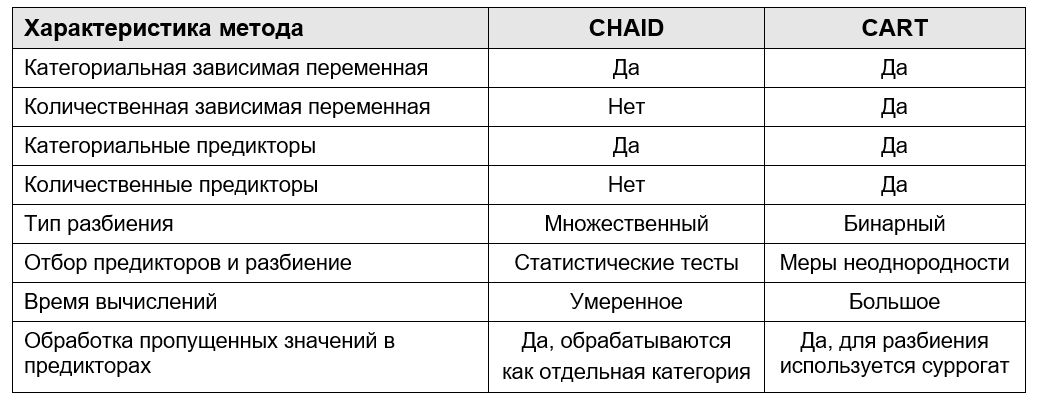 Характеристика метода CHAID CART
Категориальная зависимая переменная Да Да
Количественная зависимая переменная Нет Да
Категориальные предикторы Да Да
Количественные предикторы Нет Да
Тип разбиения Множественный Бинарный
Отбор предикторов и разбиение Статистические тесты Меры неоднородности
Время вычислений Умеренное Большое
Обработка пропущенных значений в предикторах Да, обрабатываются как отдельная категория Да, для разбиения используется суррогат